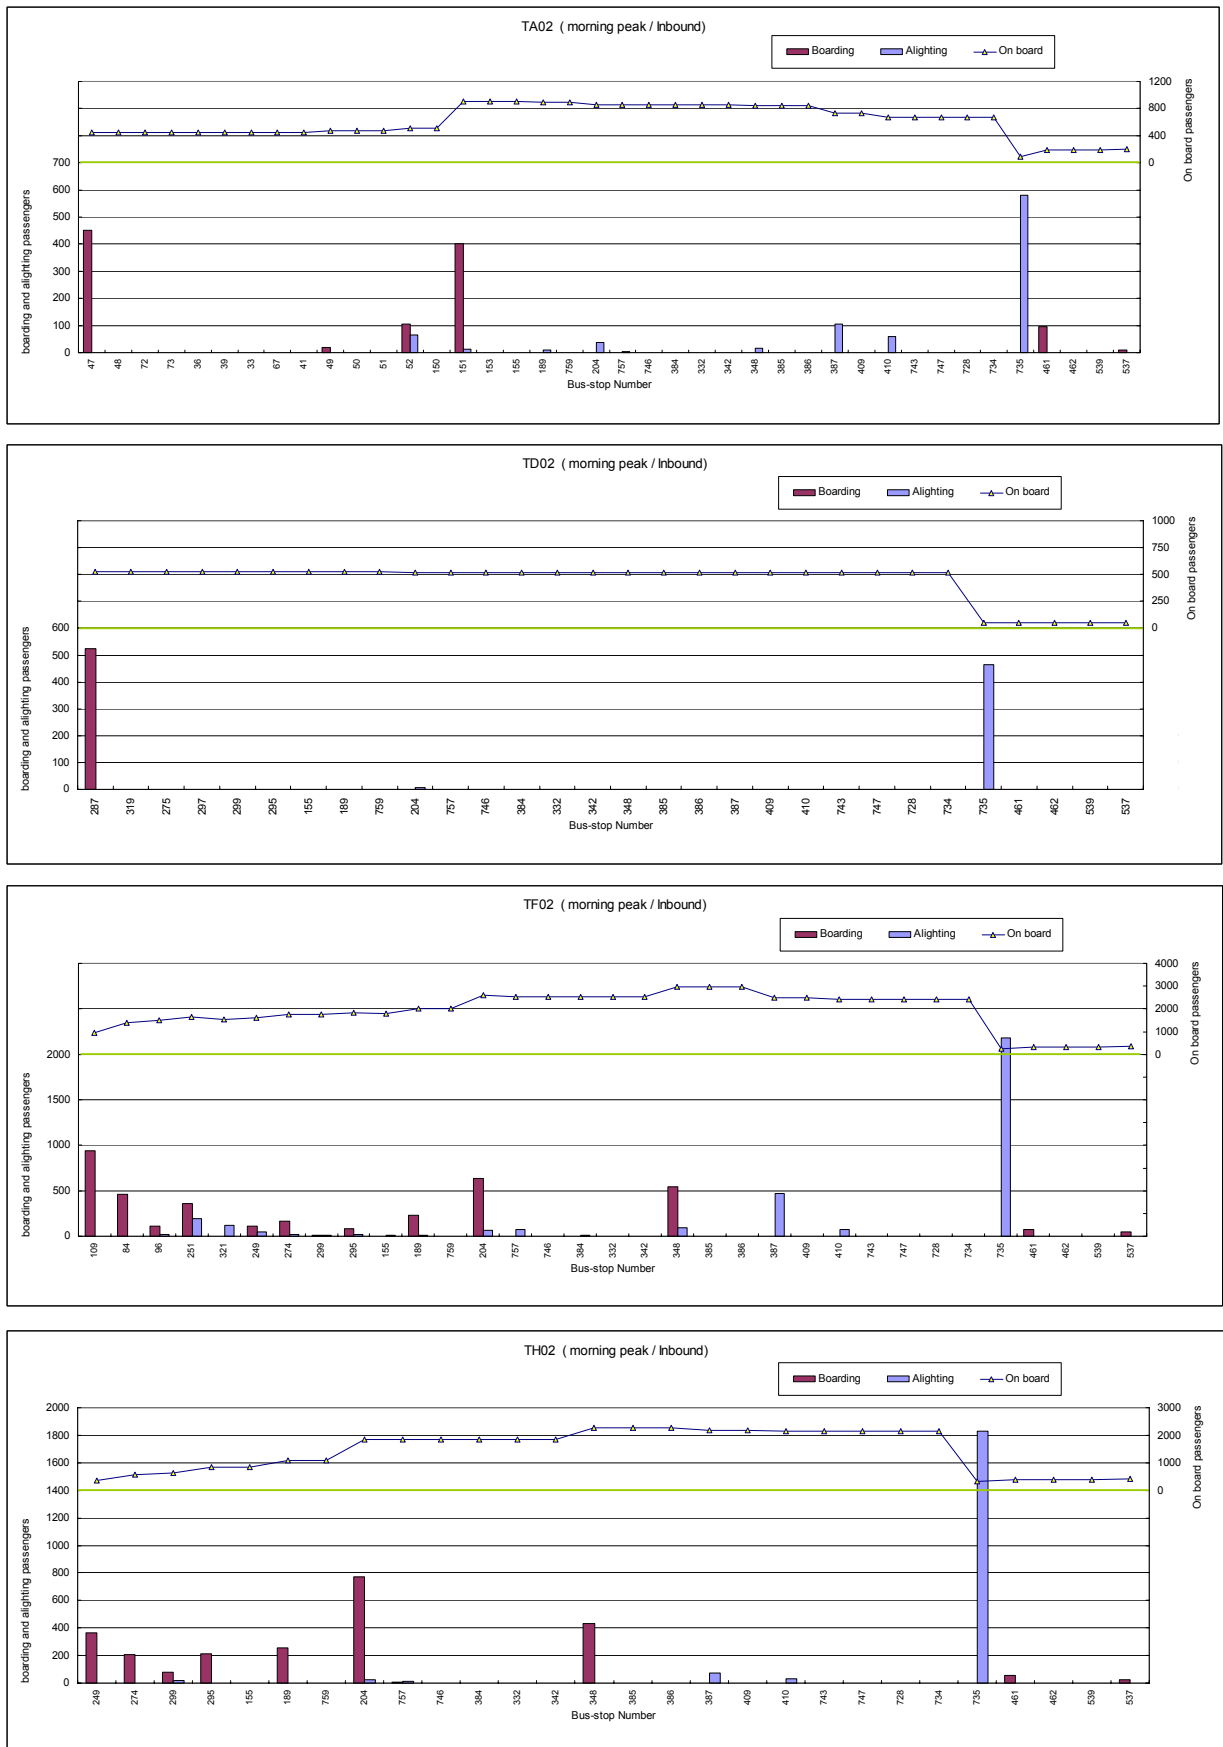 TA02 ( morning peak / Inbound)
Boarding Alighting On board
1200
800
400
0
On board passengers
700
600
500
400
300
200
100
0
boarding and alighting passengers
47 48 72 73 36 39 33 67 41 49 50 51 52 150 151 153 155 189 759 204 757 746 384 332 342 348 385 386 387 409 410 743 747 728 734 735 461 462 539 537
Bus-stop Number
TD02 ( morning peak / Inbound)
Boarding Alighting On board
1000
750
500
250
0
On board passengers
600
500
400
300
200
100
0
boarding and alighting passengers
287 319 275 297 299 295 155 189 759 204 757 746 384 332 342 348 385 386 387 409 410 743 747 728 734 735 461 462 539 537
Bus-stop Number
TF02 ( morning peak / Inbound)
Boarding Alighting On board
4000
3000
2000
1000
0
On board passengers
2000
1500
1000
500
0
boarding and alighting passengers
109 84 96 251 321 249 274 299 295 155 189 759 204 757 746 384 332 342 348 385 386 387 409 410 743 747 728 734 735 461 462 539 537
Bus-stop Number
TH02 ( morning peak / Inbound)
Boarding Alighting On board
3000
2000
1000
0
On board passengers
2000
1800
1600
1400
1200
1000
800
600
400
200
0
boarding and alighting passengers
249 274 299 295 155 189 759 204 757 746 384 332 342 348 385 386 387 409 410 743 747 728 734 735 461 462 539 537
Bus-stop Number